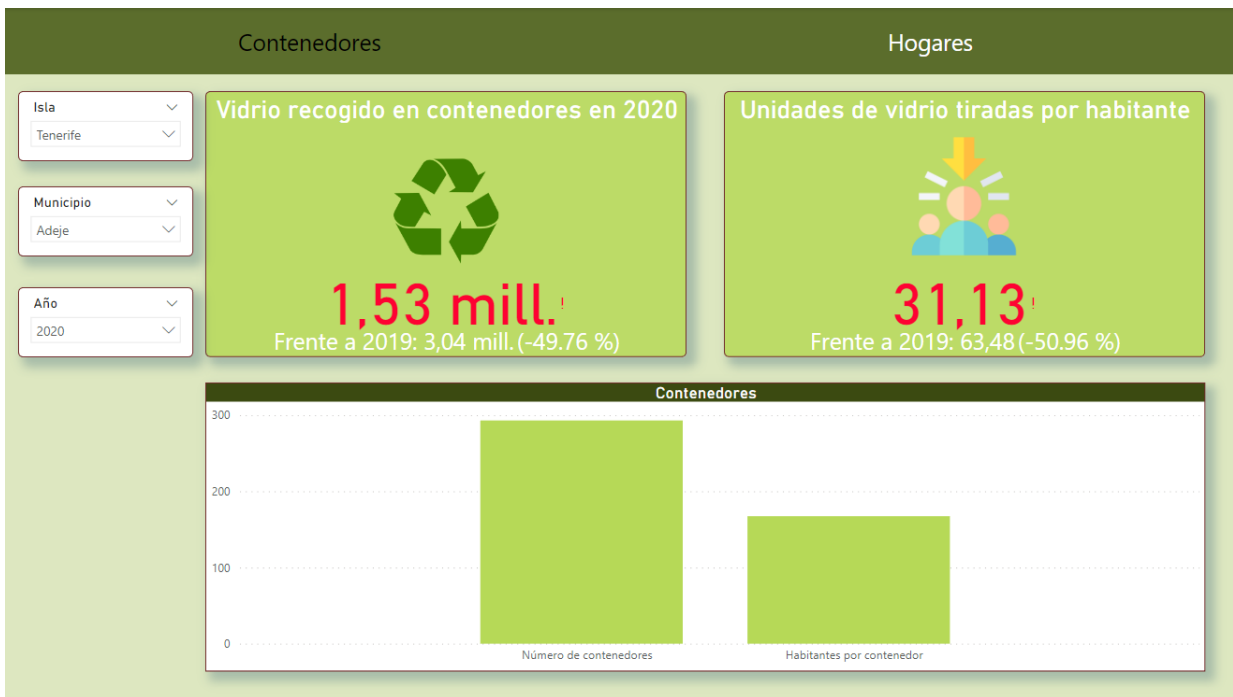 Contenedores
Hogares
Isla
Tenerife
Municipio
Adeje
Año
2020
Vidrio recogido en contenedores en 2020
1,53 mill.!
Frente a 2019: 3,04 mill. (-49.76 %)
Unidades de vidrio tiradas por habitante
31,13!
Frente a 2019: 63,48 (-50.96 %)
Contenedores
300
200
100
0
Número de contenedores
Habitantes por contenedor